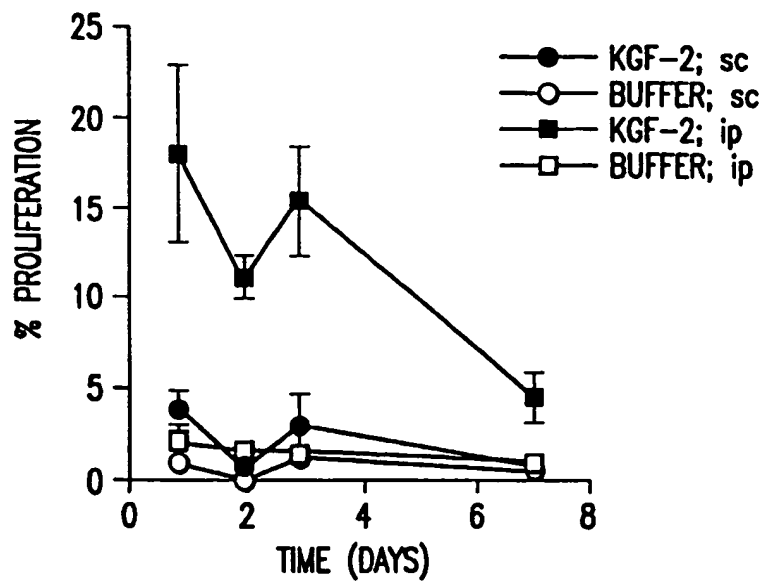 25
20
15
10
5
0
% PROLIFERATION
0 2 4 6 8
TIME (DAYS)
KGF-2; sc
BUFFER; sc
KGF-2; ip
BUFFER; ip